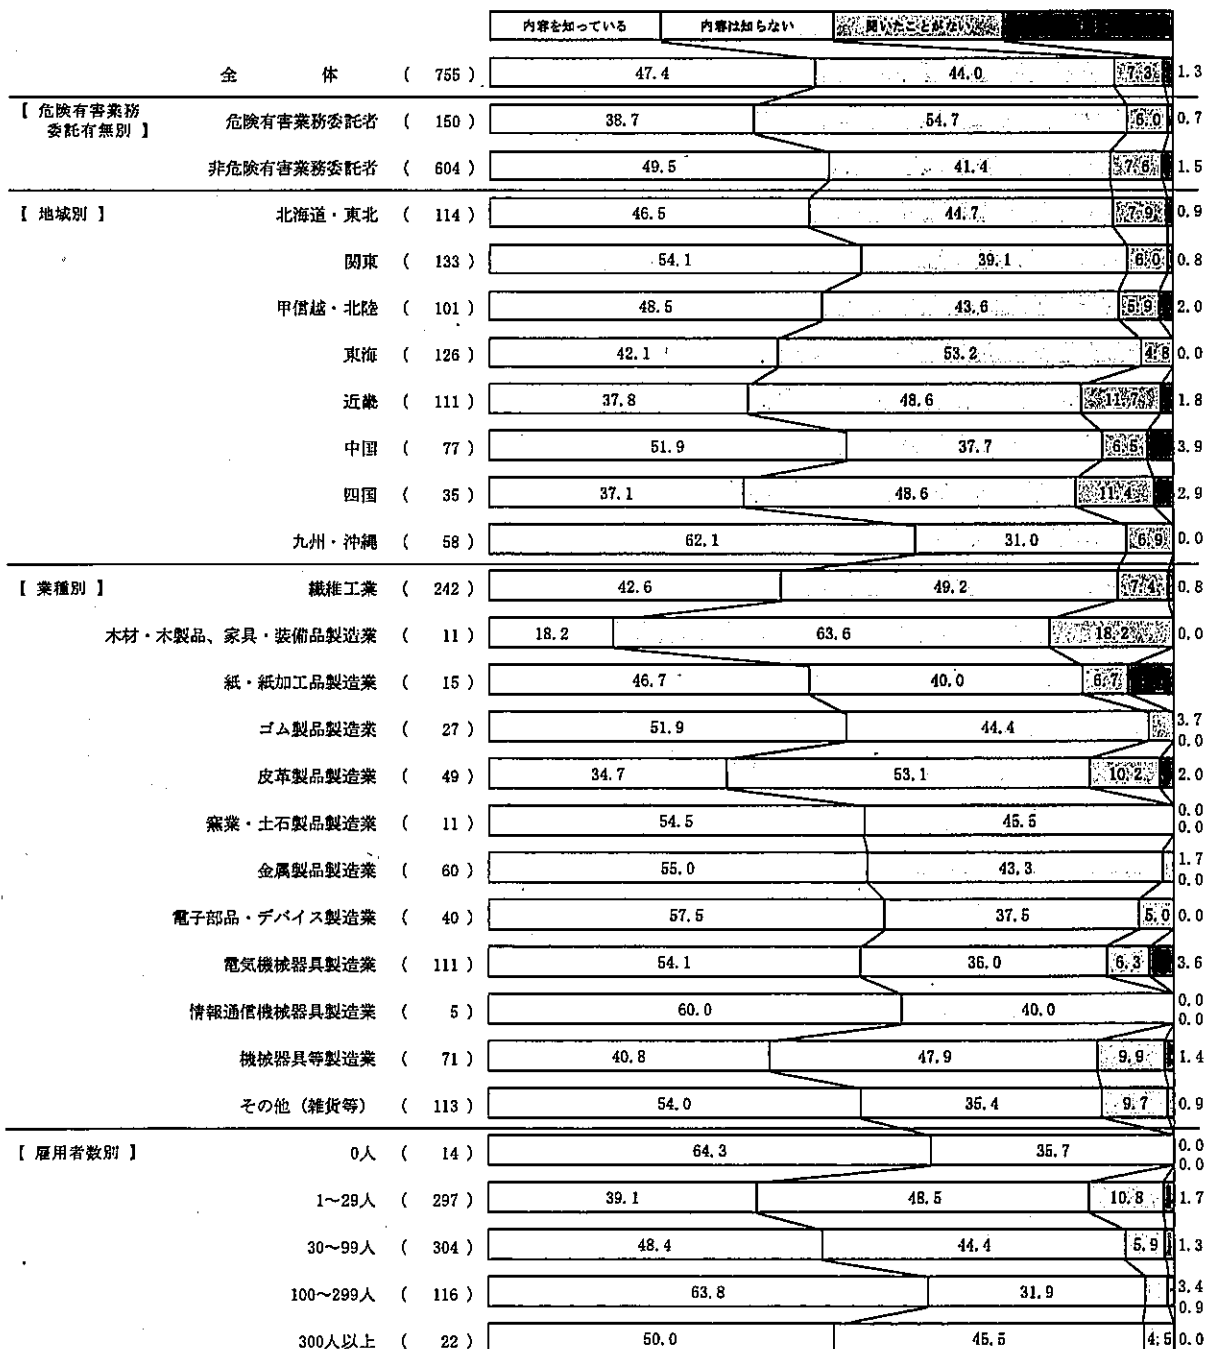 内容を知っている 内容は知らない 聞いたことがない
全 体 ( 755 ) 47.4 44.0 7.3 1.3
【 危険有害業務
委託有無別 】
危険有害業務委託者 ( 150 ) 38.7 54.7 6.0 0.7
非危険有害業務委託者 ( 604 ) 49.5 41.4 7.6 1.5
【 地域別 】 北海道・東北 ( 114 ) 46.5 44.7 7.9 0.9
関東 ( 133 ) 54.1 39.1 6.0 0.8
甲信越・北陸 ( 101 ) 48.5 43.6 5.9 2.0
東海 ( 126 ) 42.1 53.2 4.8 0.0
近畿 ( 111 ) 37.8 48.6 11.7 1.8
中国 ( 77 ) 51.9 37.7 6.5 3.9
四国 ( 35 ) 37.1 48.6 11.4 2.9
九州・沖縄 ( 58 ) 62.1 31.0 6.9 0.0
【 業種別 】 繊維工業 ( 242 ) 42.6 49.2 7.4 0.8
木材・木製品、家具・装備品製造業 ( 11 ) 18.2 63.6 18.2 0.0
紙・紙加工品製造業 ( 15 ) 46.7 40.0 6.7
ゴム製品製造業 ( 27 ) 51.9 44.4 3.7
0.0
皮革製品製造業 ( 49 ) 34.7 53.1 10.2 2.0
窯業・土石製品製造業 ( 11 ) 54.5 45.5 0.0
0.0
金属製品製造業 ( 60 ) 55.0 43.3 1.7
0.0
電子部品・デバイス製造業 ( 40 ) 57.5 37.5 5.0 0.0
電気機械器具製造業 ( 111 ) 54.1 36.0 6.3 3.6
情報通信機械器具製造業 ( 5 ) 60.0 40.0 0.0
0.0
機械器具等製造業 ( 71 ) 40.8 47.9 9.9 1.4
その他（雑貨等） ( 113 ) 54.0 35.4 9.7 0.9
【 雇用者数別 】 0人 ( 14 ) 64.3 35.7 0.0
0.0
1～29人 ( 297 ) 39.1 48.5 10.8 1.7
30～99人 ( 304 ) 48.4 44.4 5.9 1.3
100～299人 ( 116 ) 63.8 31.9 3.4
0.9
300人以上 ( 22 ) 50.0 45.5 4.5 0.0